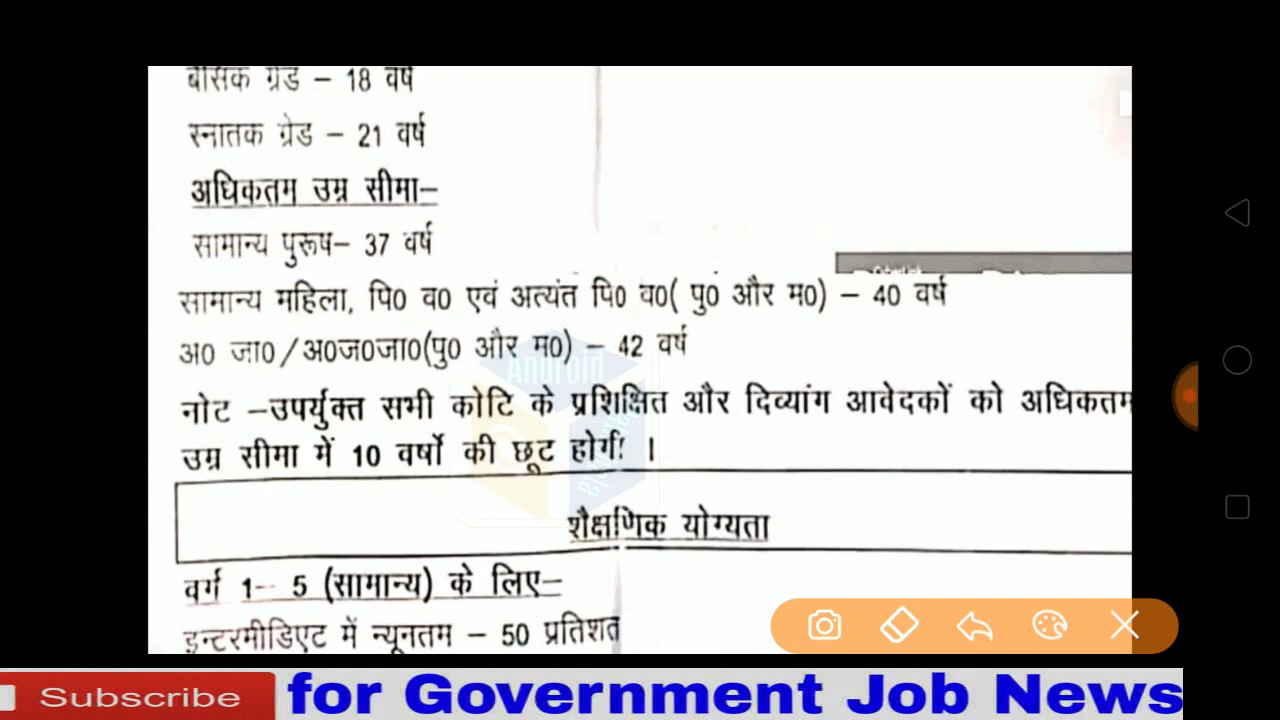 बेसिक ग्रेड – 18 वर्ष
स्नातक ग्रेड – 21 वर्ष
अधिकतम उम्र सीमा–
सामान्य पुरूष– 37 वर्ष
सामान्य महिला, पि0 व0 एवं अत्यंत पि0 व0( पु0 और म0) – 40 वर्ष
अ0 जा0/अ0ज0जा0(पु0 और म0) – 42 वर्ष
Android
नोट –उपर्युक्त सभी कोटि के प्रशिक्षित और दिव्यांग आवेदकों को अधिकतम
उम्र सीमा में 10 वर्षो की छूट होगी ।
शैक्षणिक योग्यता
वर्ग 1– 5 (सामान्य) के लिए–
इन्टरमीडिएट में न्यूनतम – 50 प्रतिशत
Subscribe for Government Job News